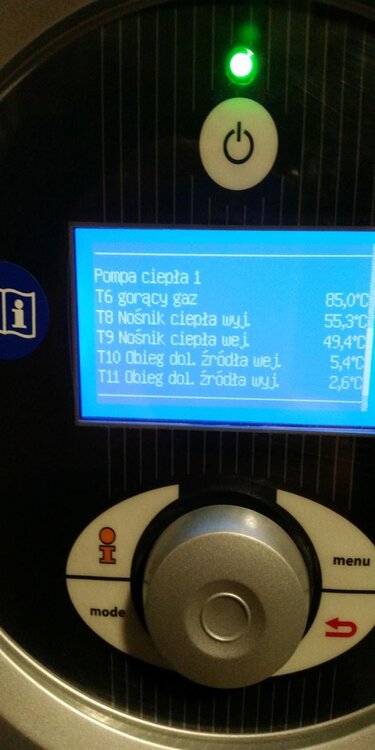 Pompa ciepła 1
T6 gorący gaz 85,0°C
T8 Nośnik ciepła wyj. 55,3°C
T9 Nośnik ciepła wej. 49,4°C
T10 Obieg dol. źródła wej. 5,4°C
T11 Obieg dol. źródła wyj. 2,6°C
menu
mode